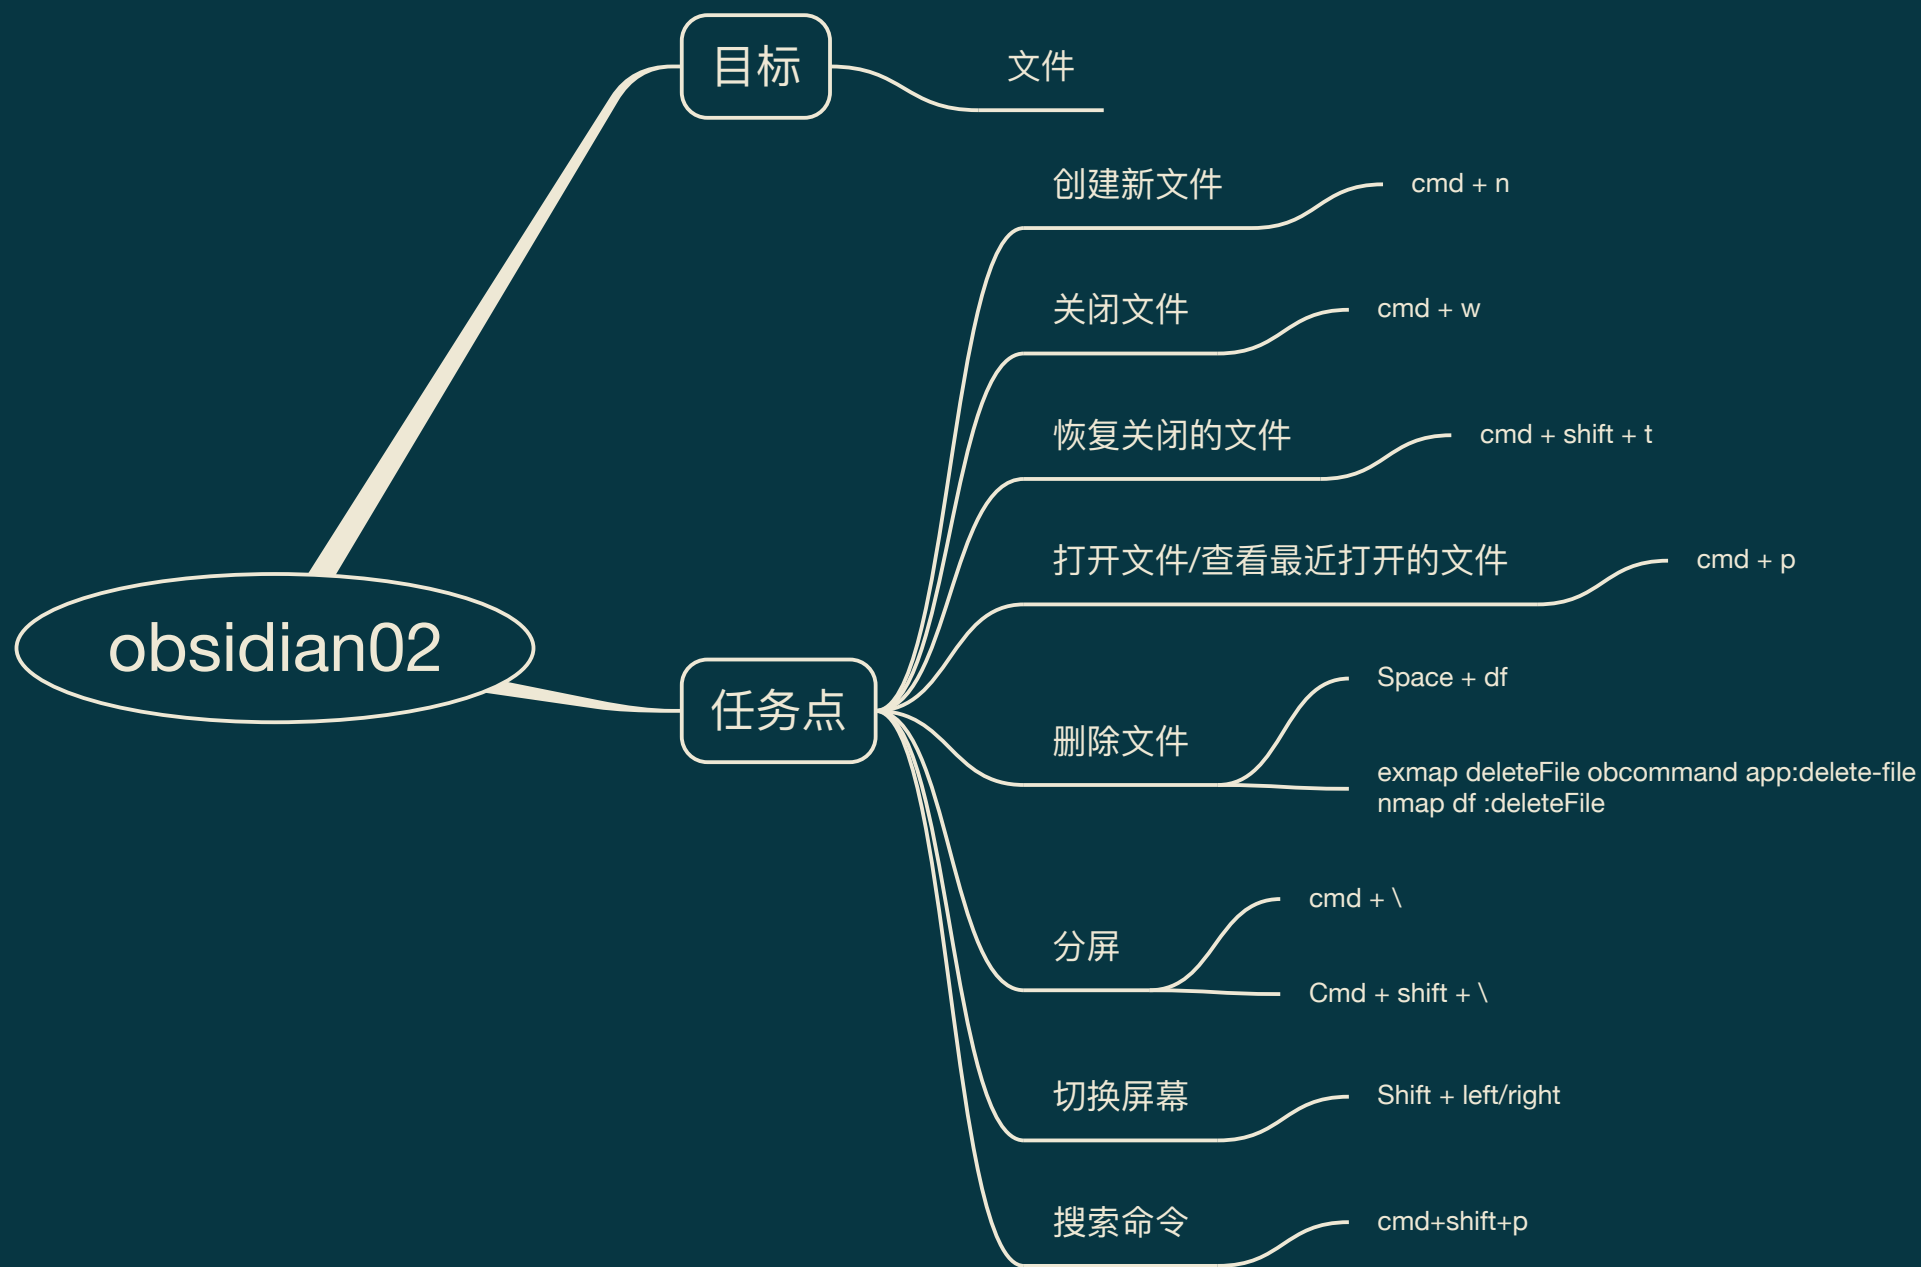 obsidian02
目标
文件
任务点
创建新文件
cmd + n
关闭文件
cmd + w
恢复关闭的文件
cmd + shift + t
打开文件/查看最近打开的文件
cmd + p
删除文件
Space + df
exmap deleteFile obcommand app:delete-file
nmap df :deleteFile
分屏
cmd + \
Cmd + shift + \
切换屏幕
Shift + left/right
搜索命令
cmd+shift+p